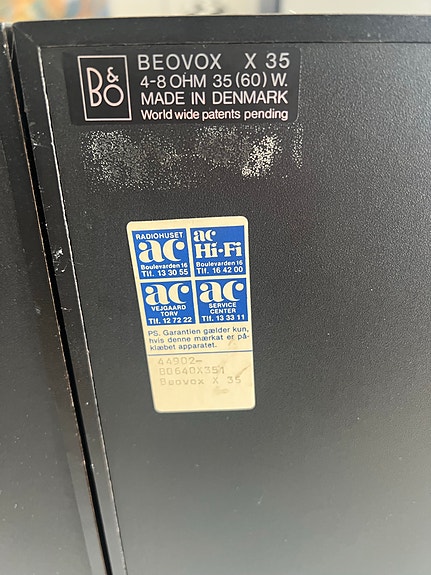 B&O
BEOVOX X 35
4-8 OHM 35 (60) W.
MADE IN DENMARK
World wide patents pending
RADIOHUSET
ac
Boulevarden 16
Tlf. 13 30 55
ac
Hi-Fi
Boulevarden 16
Tlf. 16 42 00
ac
VEJGAARD
TORV
Tlf. 12 72 22
ac
SERVICE
CENTER
Tlf. 13 33 11
PS. Garantien gælder kun,
hvis denne mærkat er på-
klæbet apparatet.
44902-
BO640X351
Beovox X 35